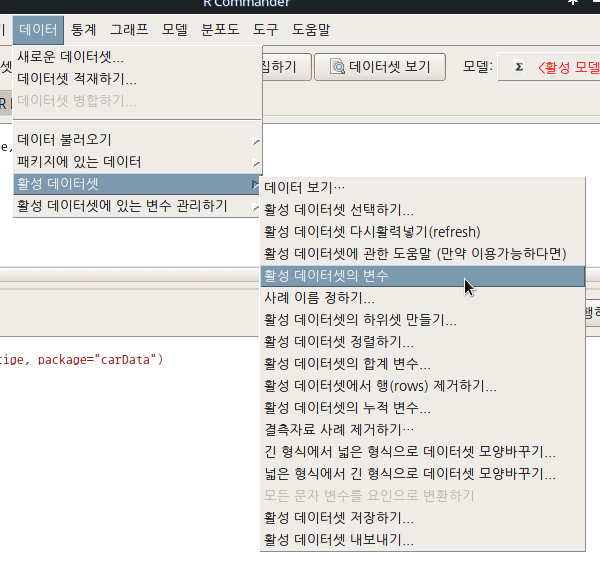 R Commander
데이터 통계 그래프 모델 분포도 도구 도움말
새로운 데이터셋...
데이터셋 적재하기...
데이터셋 병합하기...
데이터셋 보기
모델:
Σ <활성 모델
데이터 불러오기
패키지에 있는 데이터
활성 데이터셋
활성 데이터셋에 있는 변수 관리하기
데이터 보기…
활성 데이터셋 선택하기...
활성 데이터셋 다시활력넣기(refresh)
활성 데이터셋에 관한 도움말 (만약 이용가능하다면)
활성 데이터셋의 변수
사례 이름 정하기...
활성 데이터셋의 하위셋 만들기...
활성 데이터셋 정렬하기...
활성 데이터셋의 합계 변수...
활성 데이터셋에서 행(rows) 제거하기...
활성 데이터셋의 누적 변수...
결측자료 사례 제거하기…
긴 형식에서 넓은 형식으로 데이터셋 모양바꾸기...
넓은 형식에서 긴 형식으로 데이터셋 모양바꾸기...
모든 문자 변수를 요인으로 변환하기
활성 데이터셋 저장하기...
활성 데이터셋 내보내기...
tige, package="carData")